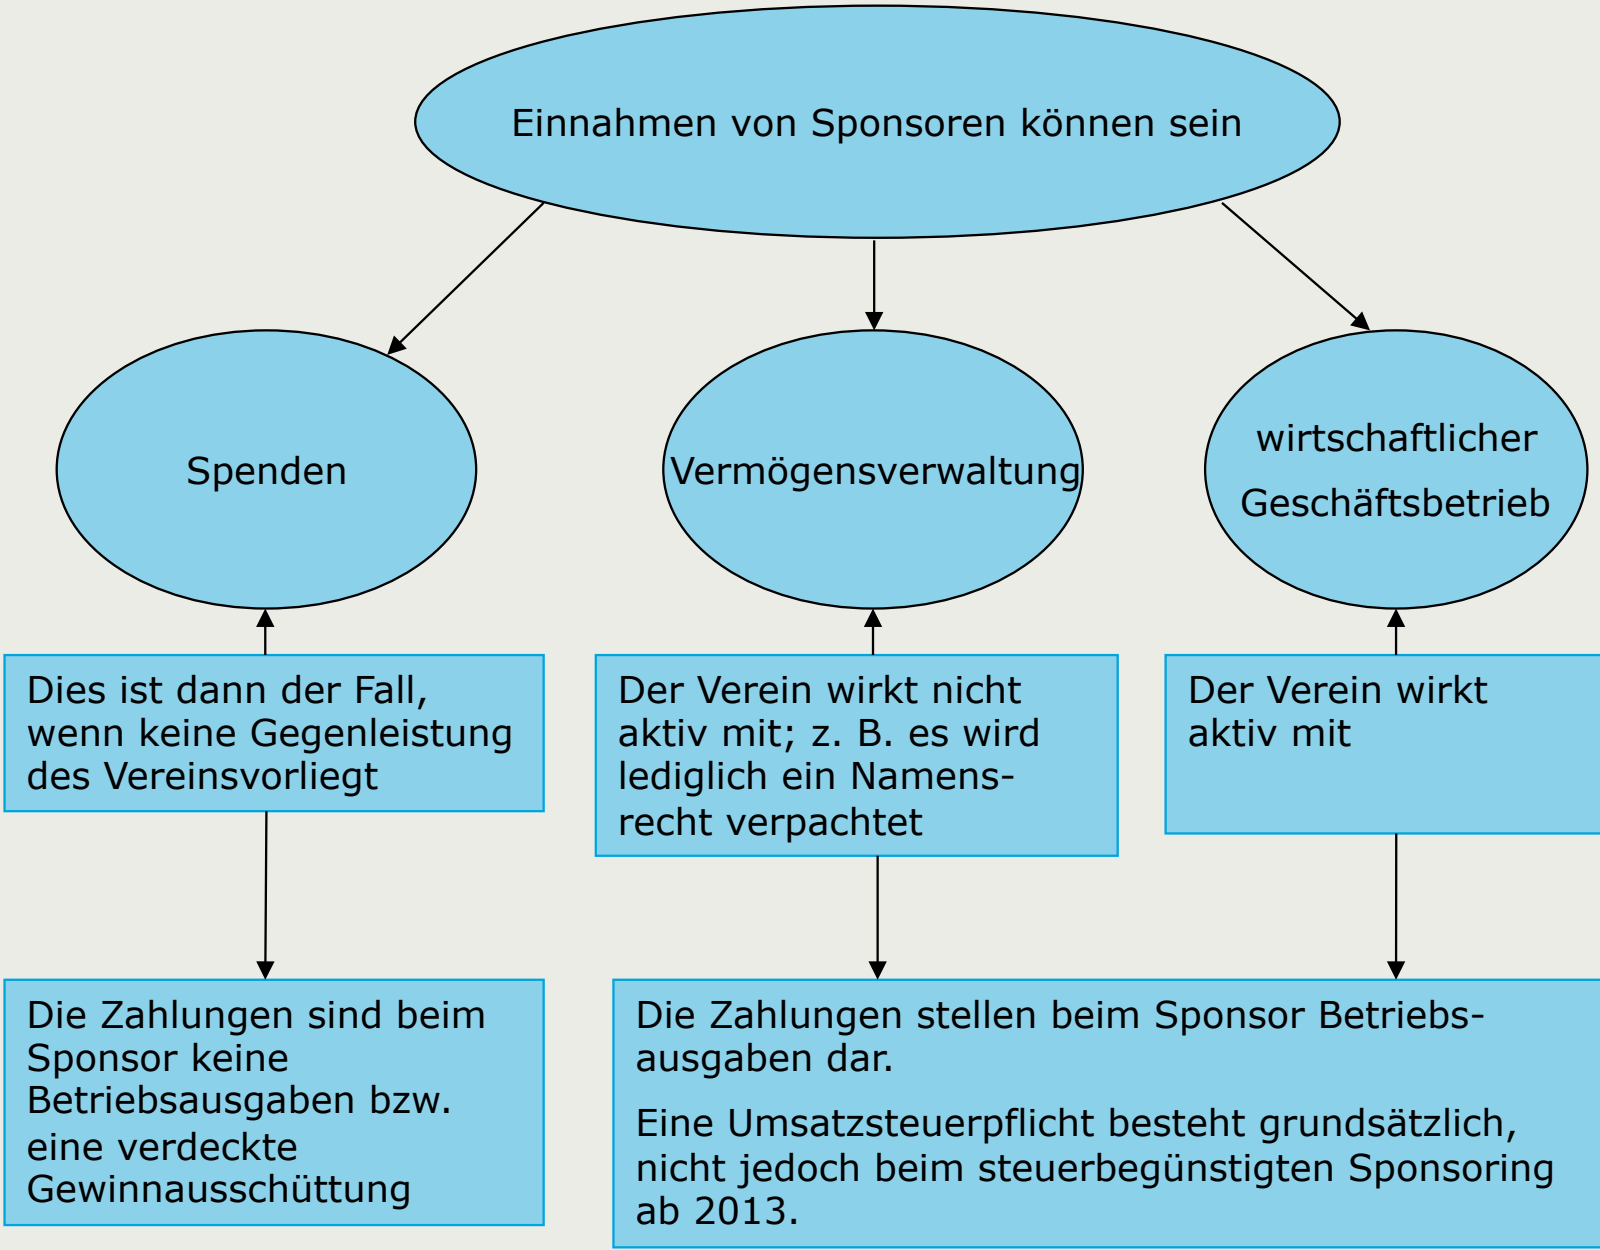 Einnahmen von Sponsoren können sein
Spenden
Vermögensverwaltung
wirtschaftlicher
Geschäftsbetrieb
Dies ist dann der Fall,
wenn keine Gegenleistung
des Vereinsvorliegt
Der Verein wirkt nicht
aktiv mit; z. B. es wird
lediglich ein Namens-
recht verpachtet
Der Verein wirkt
aktiv mit
Die Zahlungen sind beim
Sponsor keine
Betriebsausgaben bzw.
eine verdeckte
Gewinnausschüttung
Die Zahlungen stellen beim Sponsor Betriebs-
ausgaben dar.
Eine Umsatzsteuerpflicht besteht grundsätzlich,
nicht jedoch beim steuerbegünstigten Sponsoring
ab 2013.